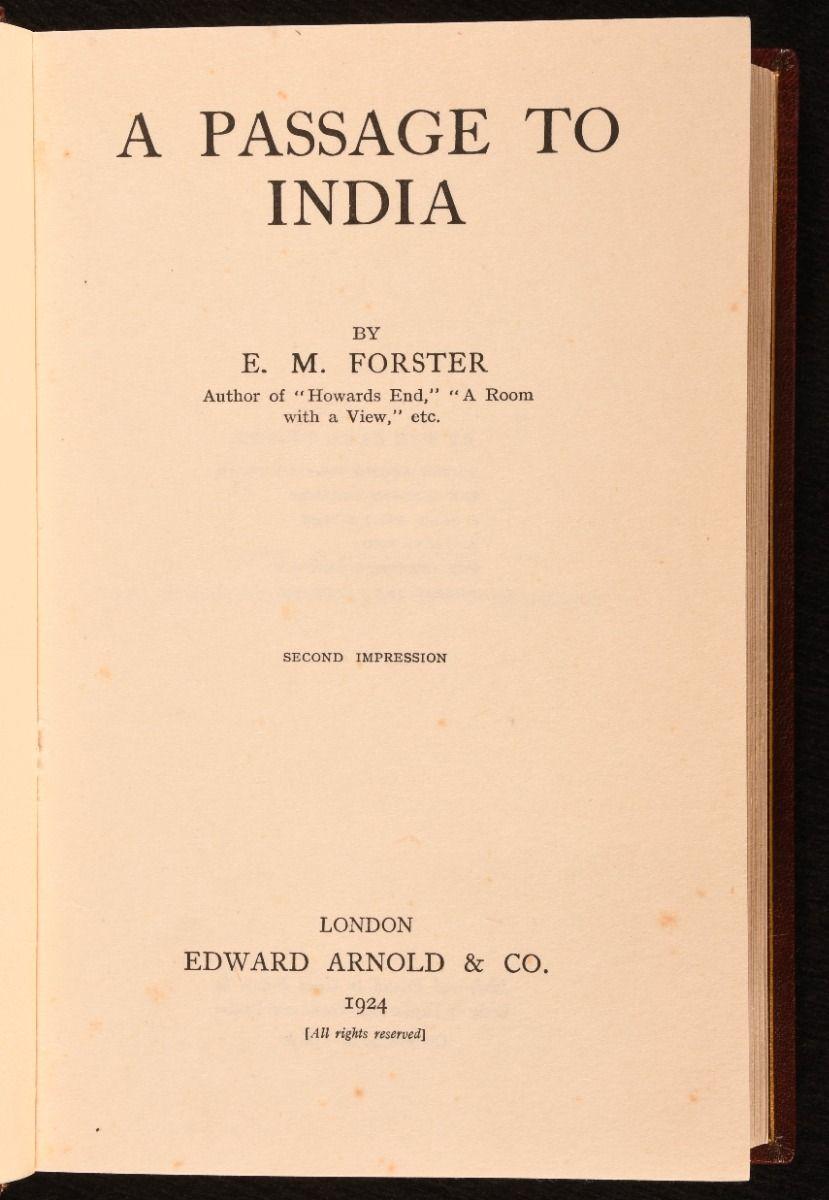 A PASSAGE TO
INDIA
BY
E. M. FORSTER
Author of “Howards End,” “A Room
with a View,” etc.
SECOND IMPRESSION
LONDON
EDWARD ARNOLD & CO.
1924
[All rights reserved]